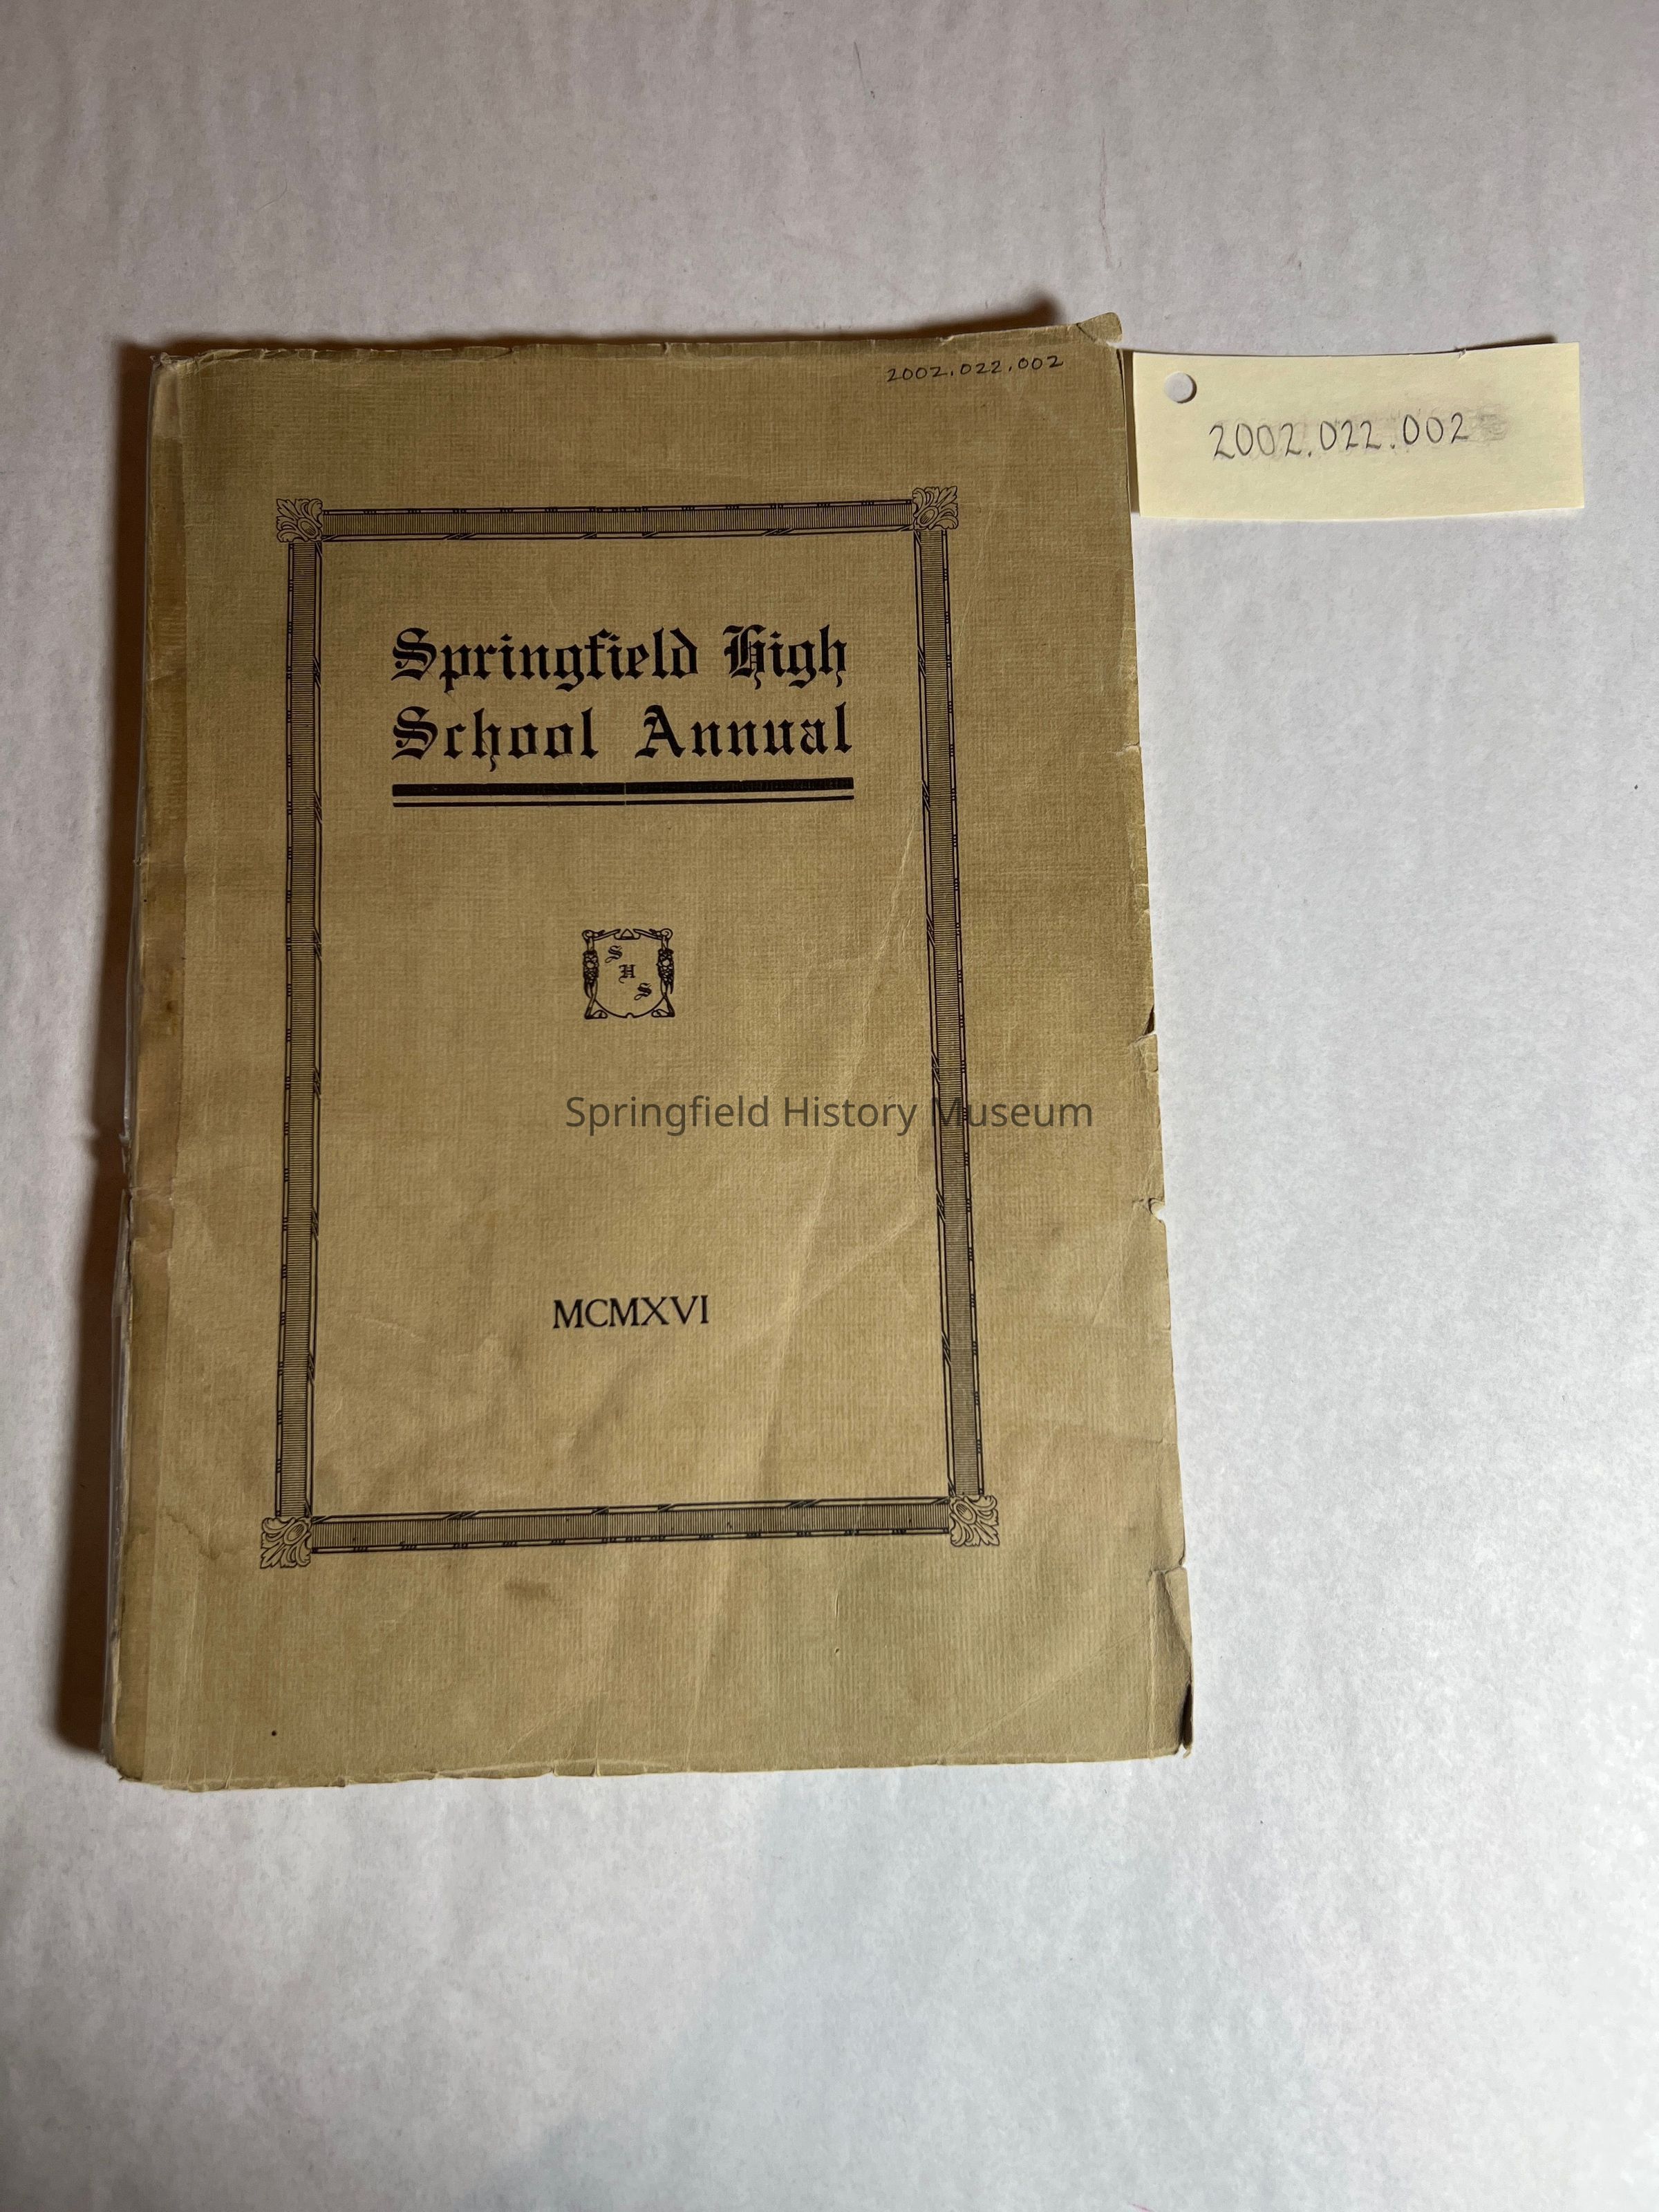 2002.022.002
2002.022.002
Springfield High
School Annual
S
H
S
Springfield History Museum
MCMXVI